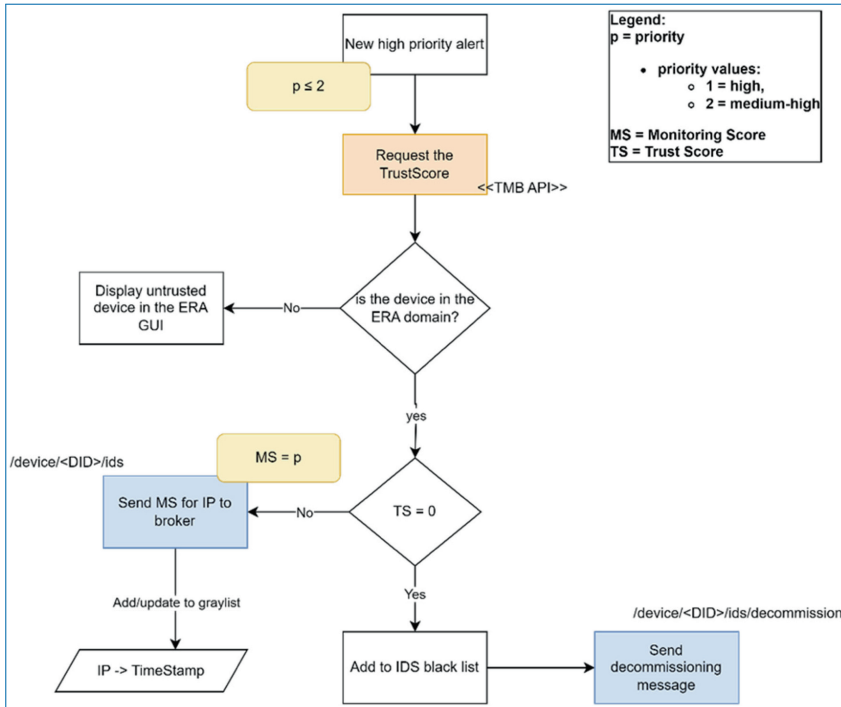 New high priority alert
p ≤ 2
Legend:
p = priority
• priority values:
○ 1 = high,
○ 2 = medium-high
MS = Monitoring Score
TS = Trust Score
Request the
TrustScore
<<TMB API>>
is the device in the
ERA domain?
No
Display untrusted
device in the ERA
GUI
yes
/device/<DID>/ids
MS = p
Send MS for IP to
broker
No
TS = 0
Add/update to graylist
IP -> TimeStamp
Yes
Add to IDS black list
/device/<DID>/ids/decommission
Send
decommissioning
message